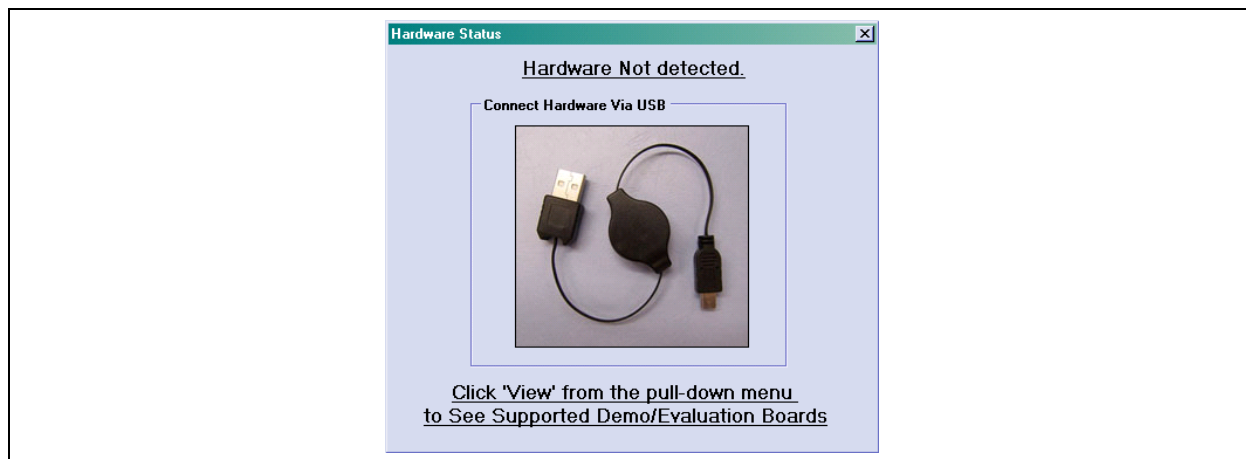 Hardware Status
Hardware Not detected.
Connect Hardware Via USB
Click 'View' from the pull-down menu
to See Supported Demo/Evaluation Boards